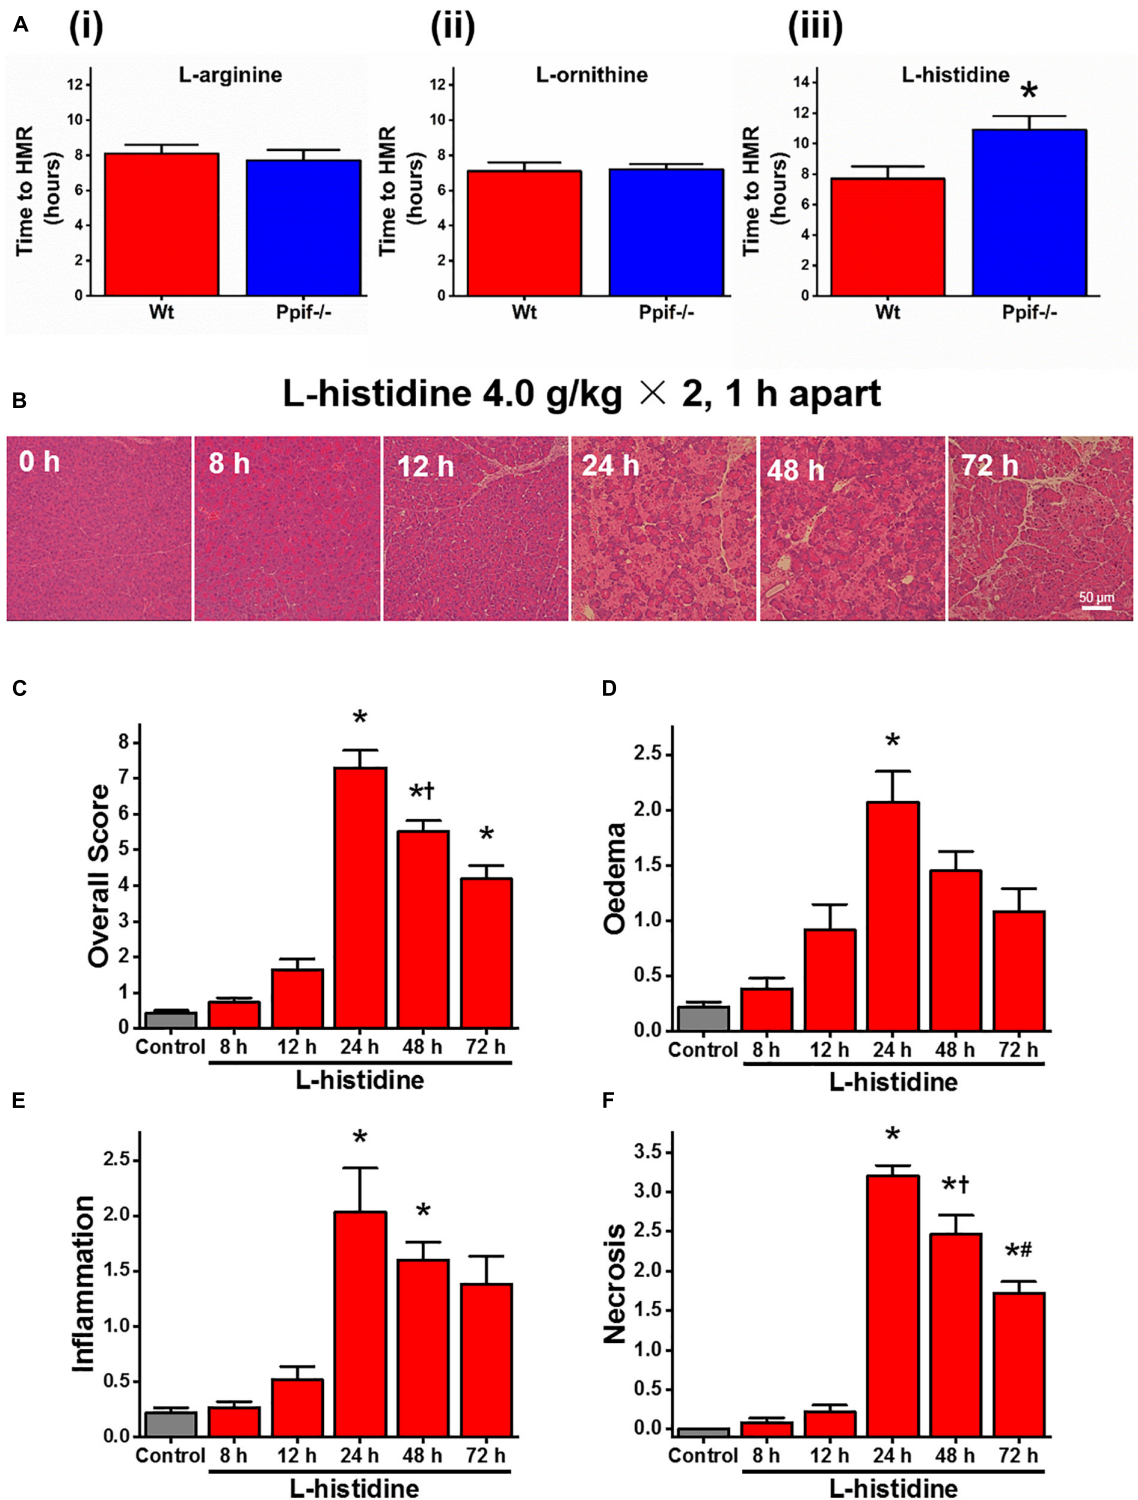 A
(i)
(ii)
(iii)
L-arginine
Time to HMR
(hours)
12
10
8
6
4
2
0
Wt
Ppif-/-
L-ornithine
Time to HMR
(hours)
12
10
8
6
4
2
0
Wt
Ppif-/-
L-histidine
*
Time to HMR
(hours)
14
12
10
8
6
4
2
0
Wt
Ppif-/-
B
L-histidine 4.0 g/kg × 2, 1 h apart
0 h
8 h
12 h
24 h
48 h
72 h
50 µm
C
Overall Score
8
7
6
5
4
3
2
1
0
*
*†
*
Control 8 h 12 h 24 h 48 h 72 h
L-histidine
D
Oedema
2.5
2.0
1.5
1.0
0.5
0.0
*
Control 8 h 12 h 24 h 48 h 72 h
L-histidine
E
Inflammation
2.5
2.0
1.5
1.0
0.5
0.0
*
*
Control 8 h 12 h 24 h 48 h 72 h
L-histidine
F
Necrosis
3.5
3.0
2.5
2.0
1.5
1.0
0.5
0.0
*
*†
*#
Control 8 h 12 h 24 h 48 h 72 h
L-histidine